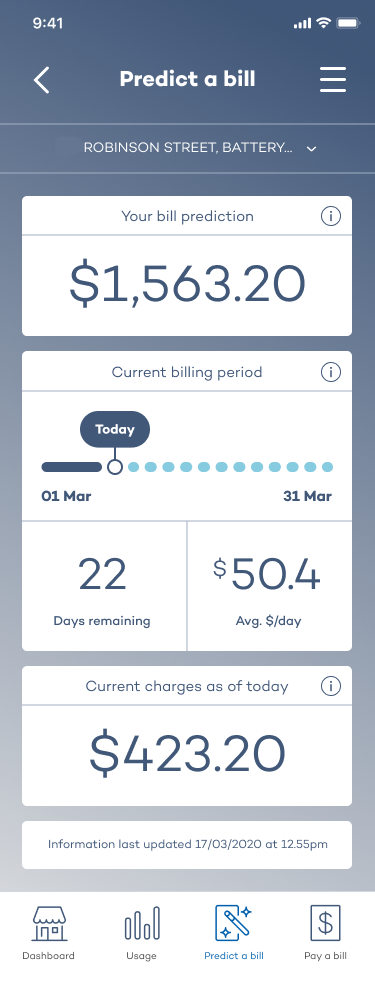 9:41
Predict a bill
ROBINSON STREET, BATTERY...
Your bill prediction
$1,563.20
Current billing period
Today
01 Mar 31 Mar
22 $50.4
Days remaining Avg. $/day
Current charges as of today
$423.20
Information last updated 17/03/2020 at 12.55pm
Dashboard Usage Predict a bill Pay a bill